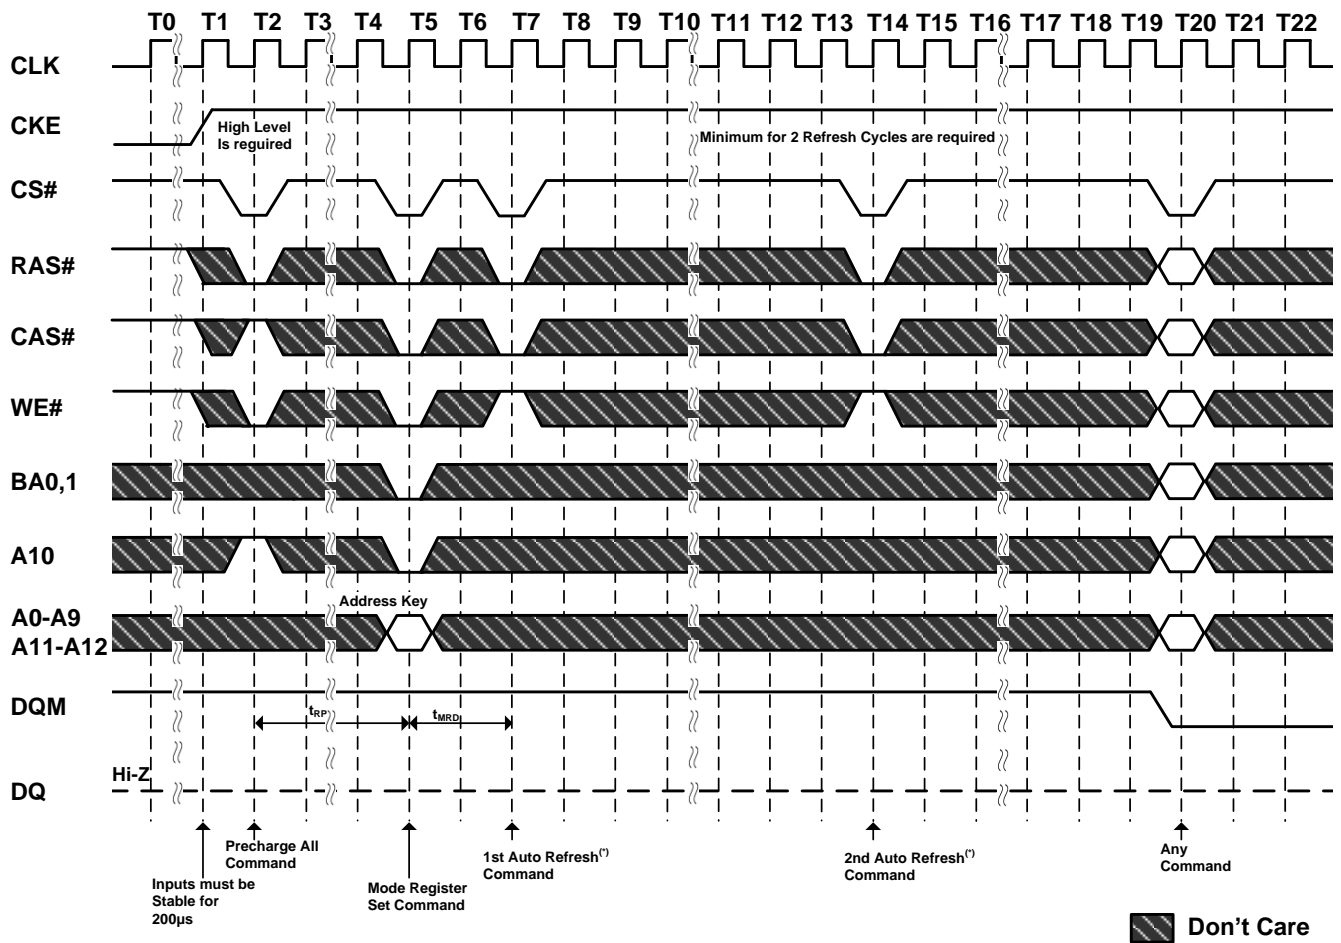 T0 T1 T2 T3 T4 T5 T6 T7 T8 T9 T10 T11 T12 T13 T14 T15 T16 T17 T18 T19 T20 T21 T22
CLK
CKE
High Level
Is reguired
Minimum for 2 Refresh Cycles are required
CS#
RAS#
CAS#
WE#
BA0,1
A10
Address Key
A0-A9
A11-A12
DQM
tRP
tMRD
Hi-Z
DQ
Inputs must be
Stable for
200µs
Precharge All
Command
Mode Register
Set Command
1st Auto Refresh(*)
Command
2nd Auto Refresh(*)
Command
Any
Command
Don't Care